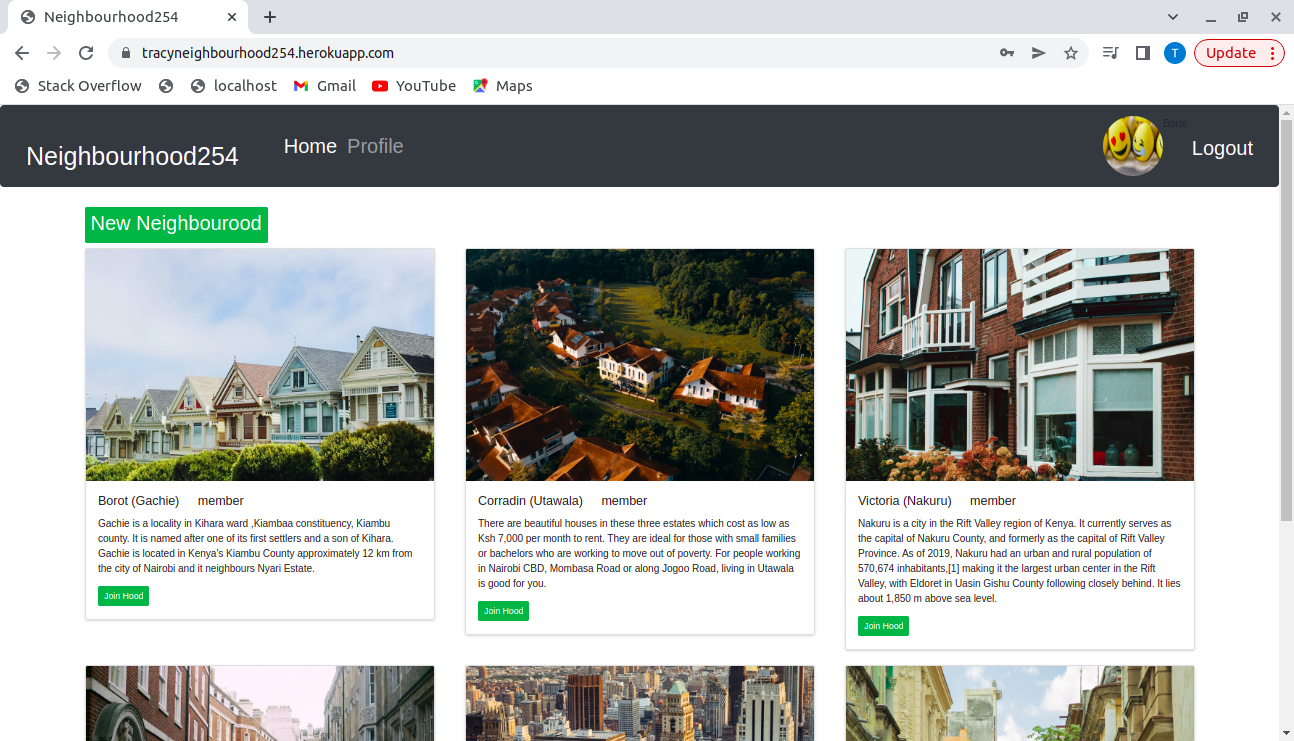 Neighbourhood254
tracyneighbourhood254.herokuapp.com
T
Update
Stack Overflow
localhost
Gmail
YouTube
Maps
Neighbourhood254
Home
Profile
Borot
Logout
New Neighbourood
Borot (Gachie) member
Gachie is a locality in Kihara ward ,Kiambaa constituency, Kiambu
county. It is named after one of its first settlers and a son of Kihara.
Gachie is located in Kenya's Kiambu County approximately 12 km from
the city of Nairobi and it neighbours Nyari Estate.
Join Hood
Corradin (Utawala) member
There are beautiful houses in these three estates which cost as low as
Ksh 7,000 per month to rent. They are ideal for those with small families
or bachelors who are working to move out of poverty. For people working
in Nairobi CBD, Mombasa Road or along Jogoo Road, living in Utawala
is good for you.
Join Hood
Victoria (Nakuru) member
Nakuru is a city in the Rift Valley region of Kenya. It currently serves as
the capital of Nakuru County, and formerly as the capital of Rift Valley
Province. As of 2019, Nakuru had an urban and rural population of
570,674 inhabitants,[1] making it the largest urban center in the Rift
Valley, with Eldoret in Uasin Gishu County following closely behind. It lies
about 1,850 m above sea level.
Join Hood